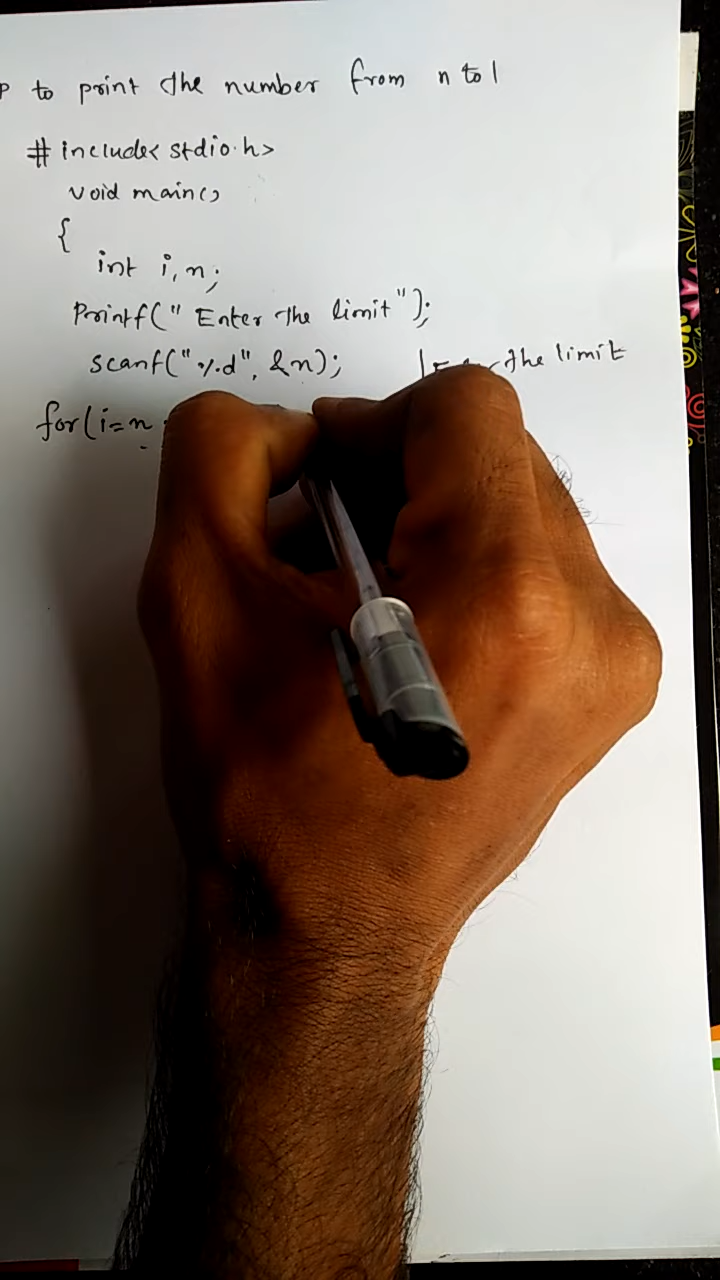 P to print the number from n to 1
#include<stdio.h>
void main()
{
int i,n;
Printf("Enter the limit");
scanf("%d", &n);
the limit
for(i=n